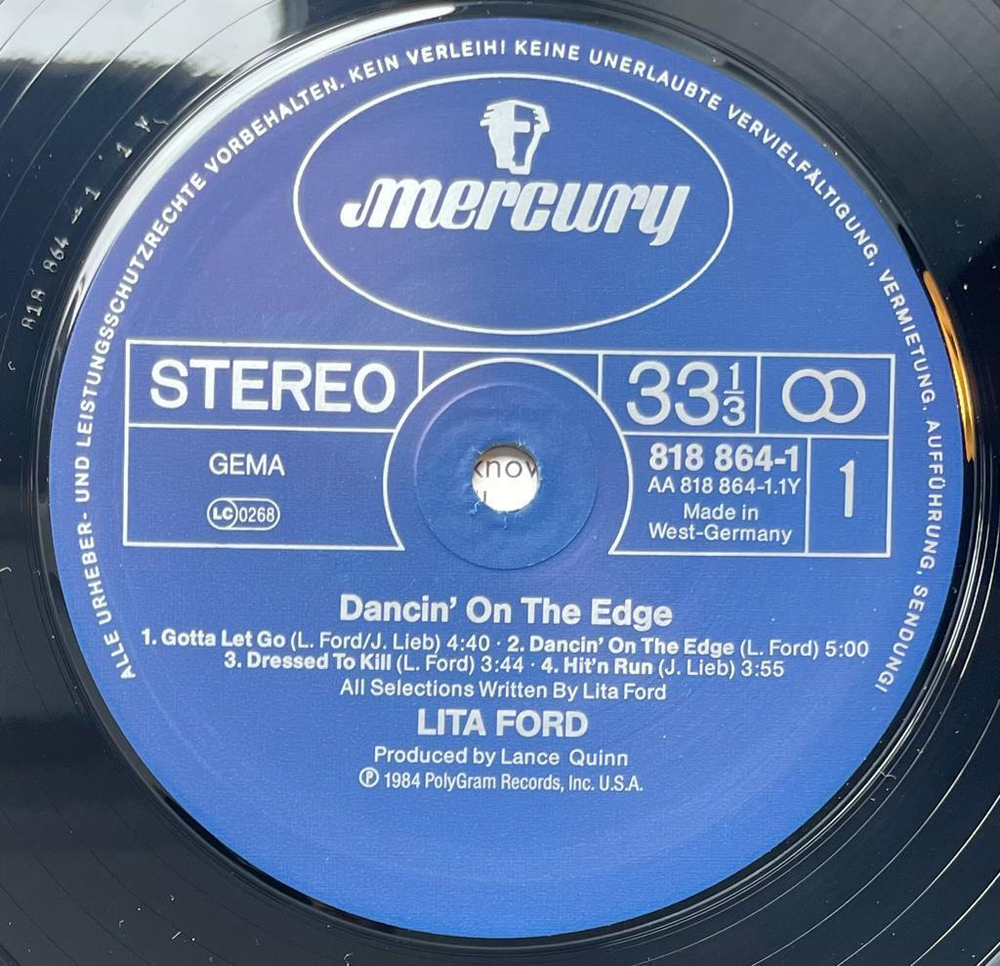 ALLE URHEBER- UND LEISTUNGSSCHUTZRECHTE VORBEHALTEN. KEIN VERLEIH! KEINE UNERLAUBTE VERVIELFÄLTIGUNG, VERMIETUNG, AUFFÜHRUNG, SENDUNG!
mercury
STEREO
33 1/3
GEMA
LC 0268
818 864-1
AA 818 864-1.1Y
Made in
West-Germany
1
know
Dancin' On The Edge
1. Gotta Let Go (L. Ford/J. Lieb) 4:40 · 2. Dancin' On The Edge (L. Ford) 5:00
3. Dressed To Kill (L. Ford) 3:44 · 4. Hit'n Run (J. Lieb) 3:55
All Selections Written By Lita Ford
LITA FORD
Produced by Lance Quinn
℗ 1984 PolyGram Records, Inc. U.S.A.
818 864 - 1 1 Y